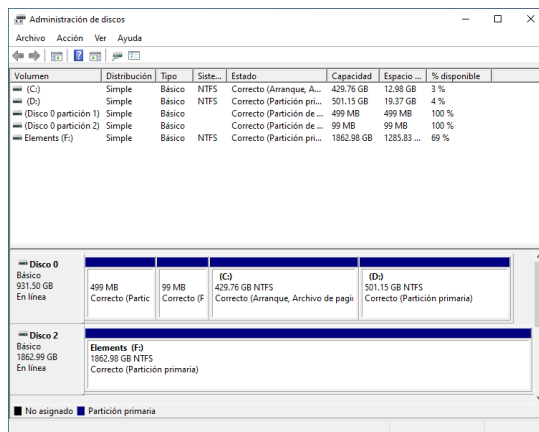 Administración de discos
Archivo Acción Ver Ayuda
Volumen Distribución Tipo Siste... Estado Capacidad Espacio ... % disponible
(C:) Simple Básico NTFS Correcto (Arranque, A... 429.76 GB 12.98 GB 3 %
(D:) Simple Básico NTFS Correcto (Partición pri... 501.15 GB 19.37 GB 4 %
(Disco 0 partición 1) Simple Básico Correcto (Partición de ... 499 MB 499 MB 100 %
(Disco 0 partición 2) Simple Básico Correcto (Partición de ... 99 MB 99 MB 100 %
Elements (F:) Simple Básico NTFS Correcto (Partición pri... 1862.98 GB 1285.83 ... 69 %
Disco 0
Básico
931.50 GB
En línea
499 MB
Correcto (Partic
99 MB
Correcto (F
(C:)
429.76 GB NTFS
Correcto (Arranque, Archivo de pagi
(D:)
501.15 GB NTFS
Correcto (Partición primaria)
Disco 2
Básico
1862.99 GB
En línea
Elements (F:)
1862.98 GB NTFS
Correcto (Partición primaria)
No asignado Partición primaria